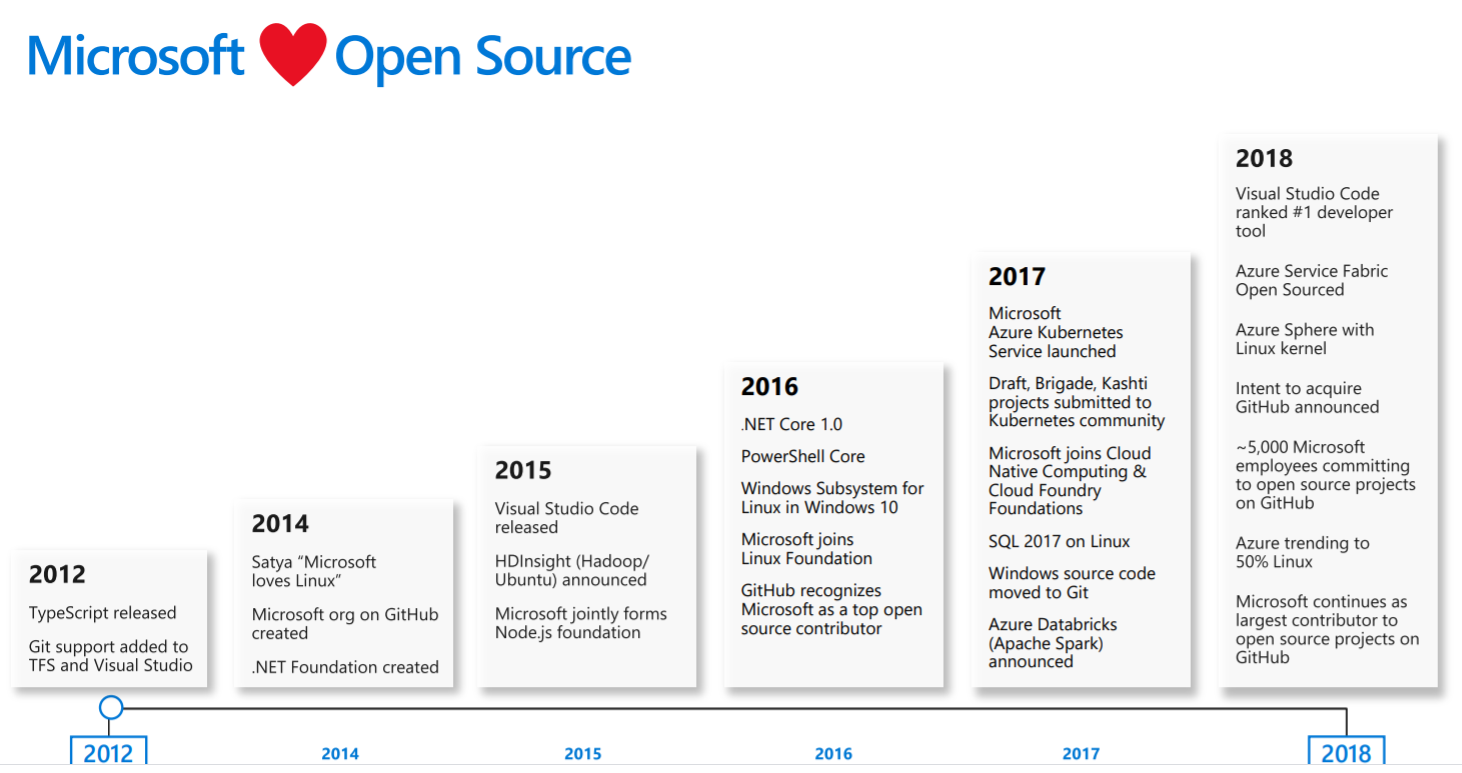 Microsoft Open Source
2012
TypeScript released
Git support added to
TFS and Visual Studio
2014
Satya “Microsoft
loves Linux”
Microsoft org on GitHub
created
.NET Foundation created
2015
Visual Studio Code
released
HDInsight (Hadoop/
Ubuntu) announced
Microsoft jointly forms
Node.js foundation
2016
.NET Core 1.0
PowerShell Core
Windows Subsystem for
Linux in Windows 10
Microsoft joins
Linux Foundation
GitHub recognizes
Microsoft as a top open
source contributor
2017
Microsoft
Azure Kubernetes
Service launched
Draft, Brigade, Kashti
projects submitted to
Kubernetes community
Microsoft joins Cloud
Native Computing &
Cloud Foundry
Foundations
SQL 2017 on Linux
Windows source code
moved to Git
Azure Databricks
(Apache Spark)
announced
2018
Visual Studio Code
ranked #1 developer
tool
Azure Service Fabric
Open Sourced
Azure Sphere with
Linux kernel
Intent to acquire
GitHub announced
~5,000 Microsoft
employees committing
to open source projects
on GitHub
Azure trending to
50% Linux
Microsoft continues as
largest contributor to
open source projects on
GitHub
2012
2014
2015
2016
2017
2018